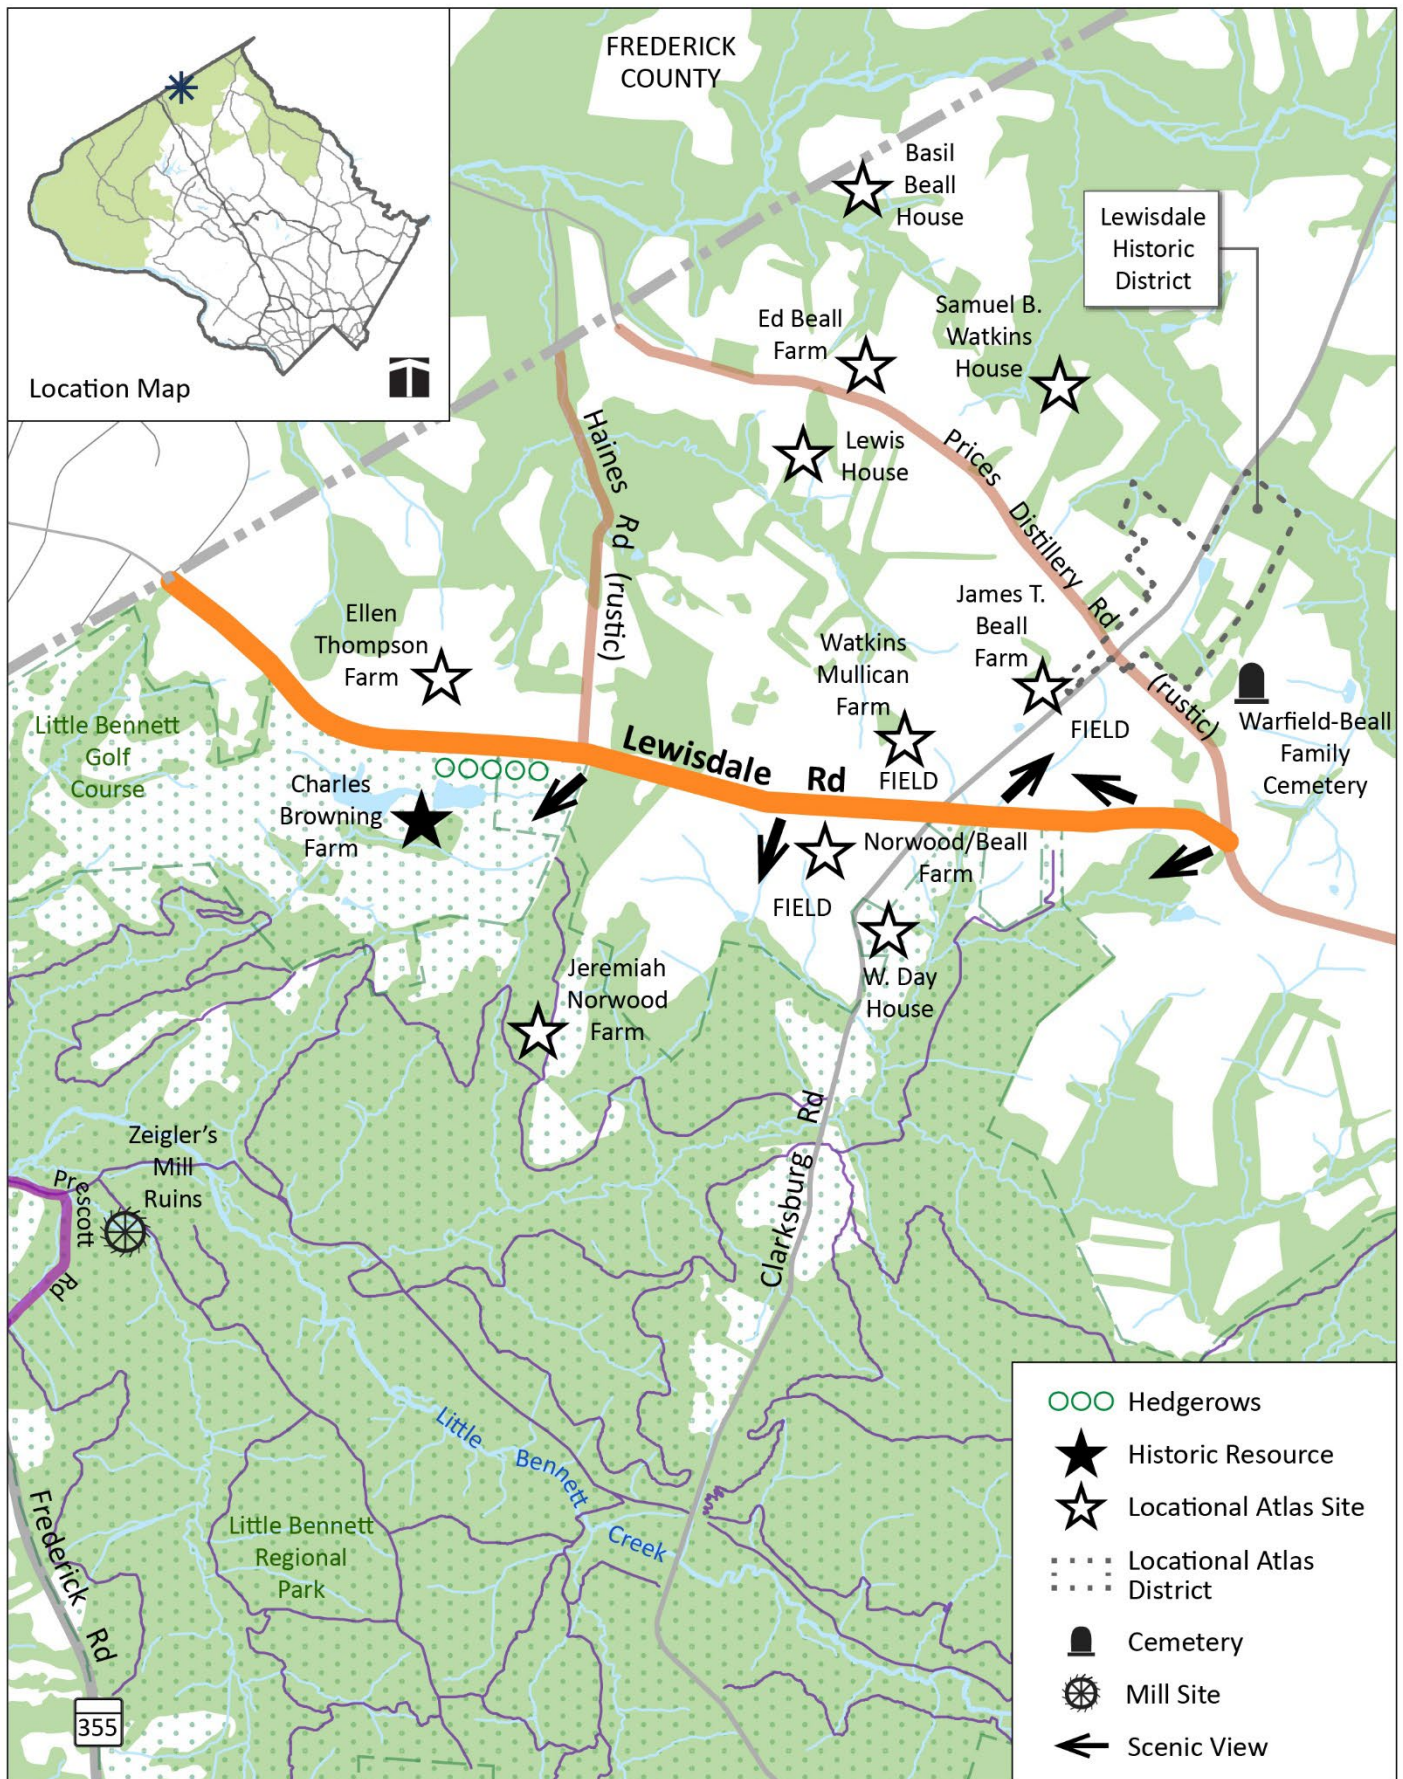 FREDERICK
COUNTY
Location Map
Basil
Beall
House
Lewisdale
Historic
District
Ed Beall
Farm
Samuel B.
Watkins
House
Lewis
House
Haines Rd (rustic)
Prices Distillery Rd (rustic)
Ellen
Thompson
Farm
James T.
Beall
Farm
Watkins
Mullican
Farm
FIELD
FIELD
Warfield-Beall
Family
Cemetery
Little Bennett
Golf
Course
Lewisdale Rd
Charles
Browning
Farm
Norwood/Beall
Farm
FIELD
W. Day
House
Jeremiah
Norwood
Farm
Clarksburg Rd
Zeigler's
Mill
Ruins
Prescott Rd
Little Bennett Creek
Little Bennett
Regional
Park
Frederick Rd
355
Hedgerows
Historic Resource
Locational Atlas Site
Locational Atlas
District
Cemetery
Mill Site
Scenic View